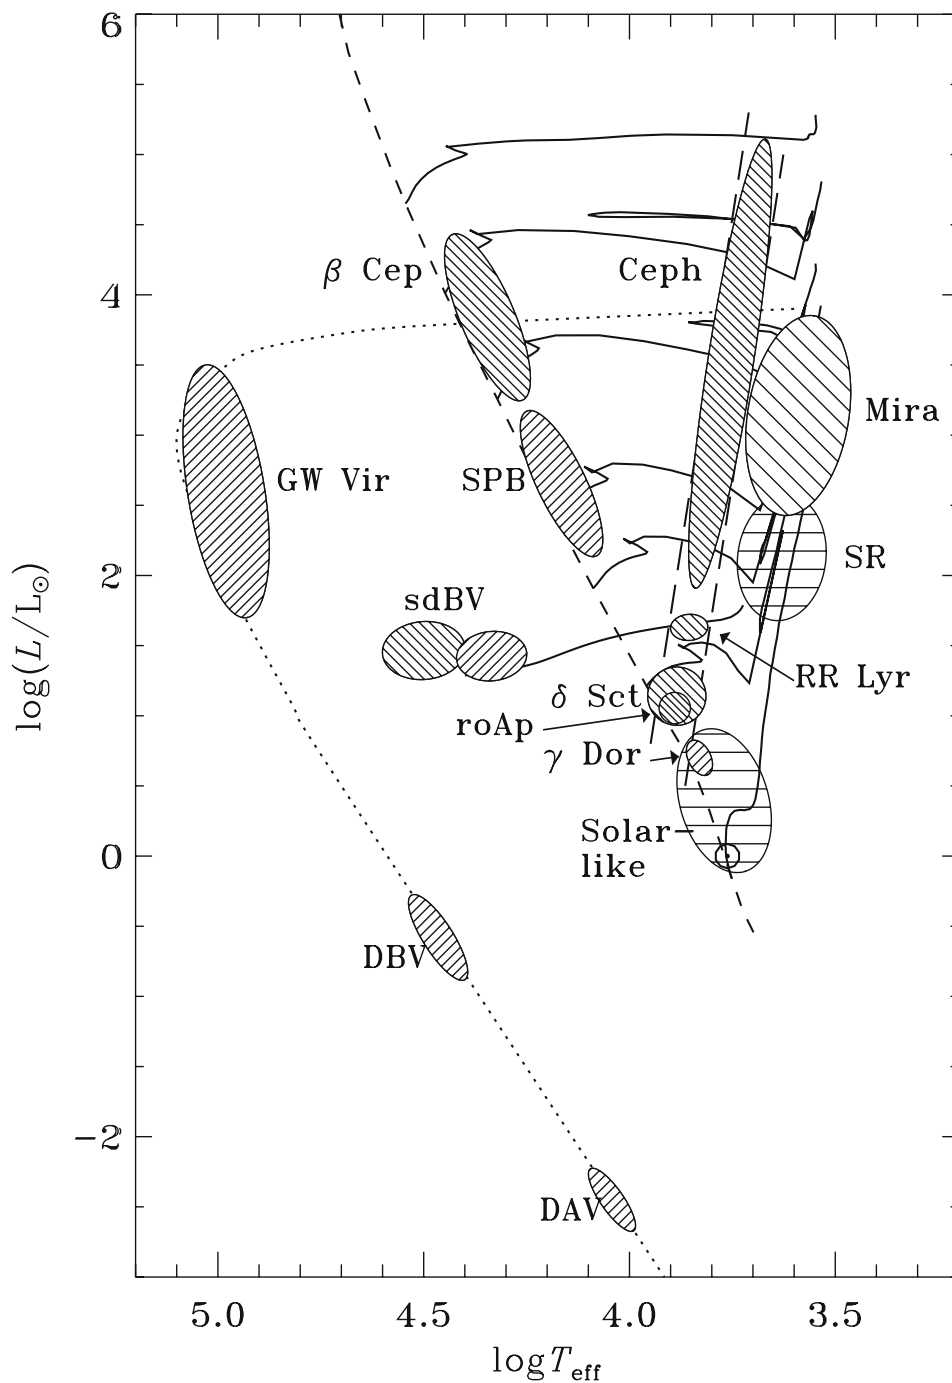 6
β Cep
Ceph
4
Mira
GW Vir
SPB
SR
2
sdBV
RR Lyr
δ Sct
roAp
γ Dor
Solar–
like
0
DBV
−2
DAV
5.0 4.5 4.0 3.5
log T_eff
log(L/L⊙)